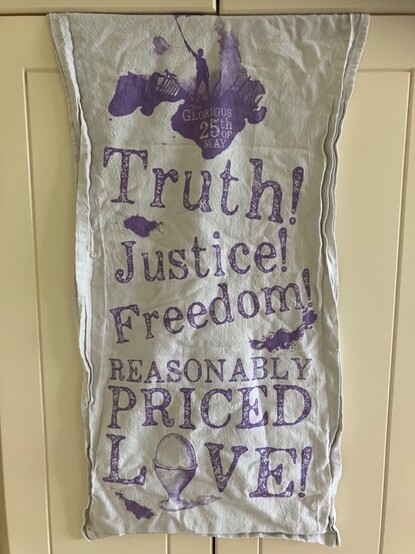 GLORIOUS
25th
OF
MAY
Truth!
Justice!
Freedom!
REASONABLY
PRICED
LOVE!